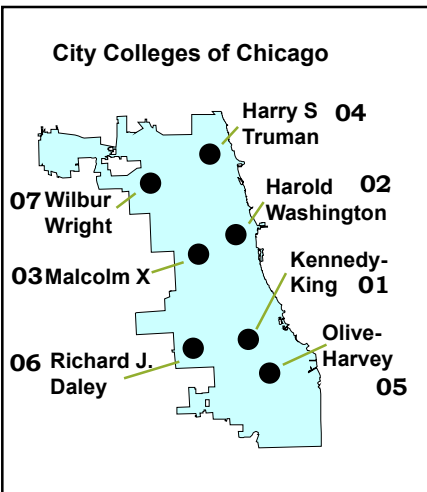 City Colleges of Chicago
Harry S 04
Truman
07 Wilbur
Wright
Harold 02
Washington
03 Malcolm X
Kennedy-
King 01
06 Richard J.
Daley
Olive-
Harvey
05